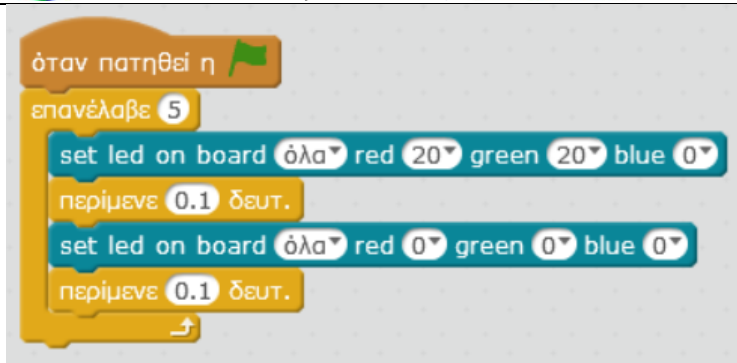 όταν πατηθεί η
επανέλαβε 5
set led on board όλα red 20 green 20 blue 0
περίμενε 0.1 δευτ.
set led on board όλα red 0 green 0 blue 0
περίμενε 0.1 δευτ.